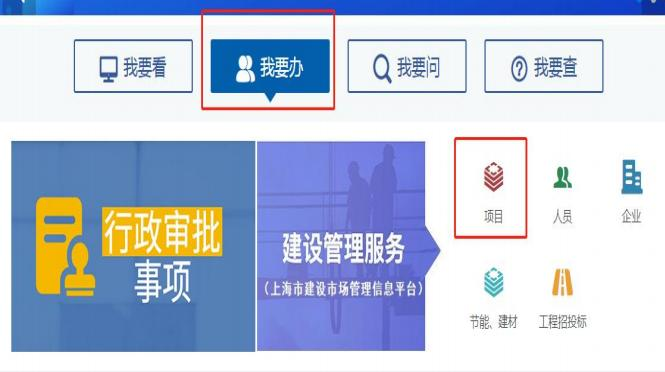 我要看
我要办
我要问
我要查
行政审批
事项
建设管理服务
（上海市建设市场管理信息平台）
项目
人员
企业
节能、建材
工程招投标